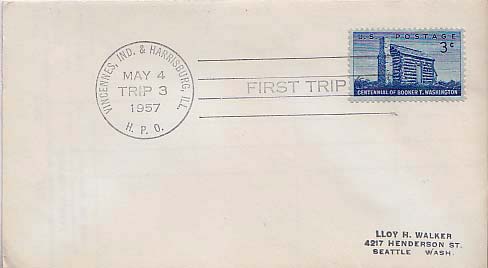 VINCENNES, IND. & HARRISBURG, ILL.
MAY 4
TRIP 3
1957
H. P. O.
FIRST TRIP
U.S. POSTAGE
3¢
CENTENNIAL OF BOOKER T. WASHINGTON
LLOY H. WALKER
4217 HENDERSON ST.
SEATTLE WASH.